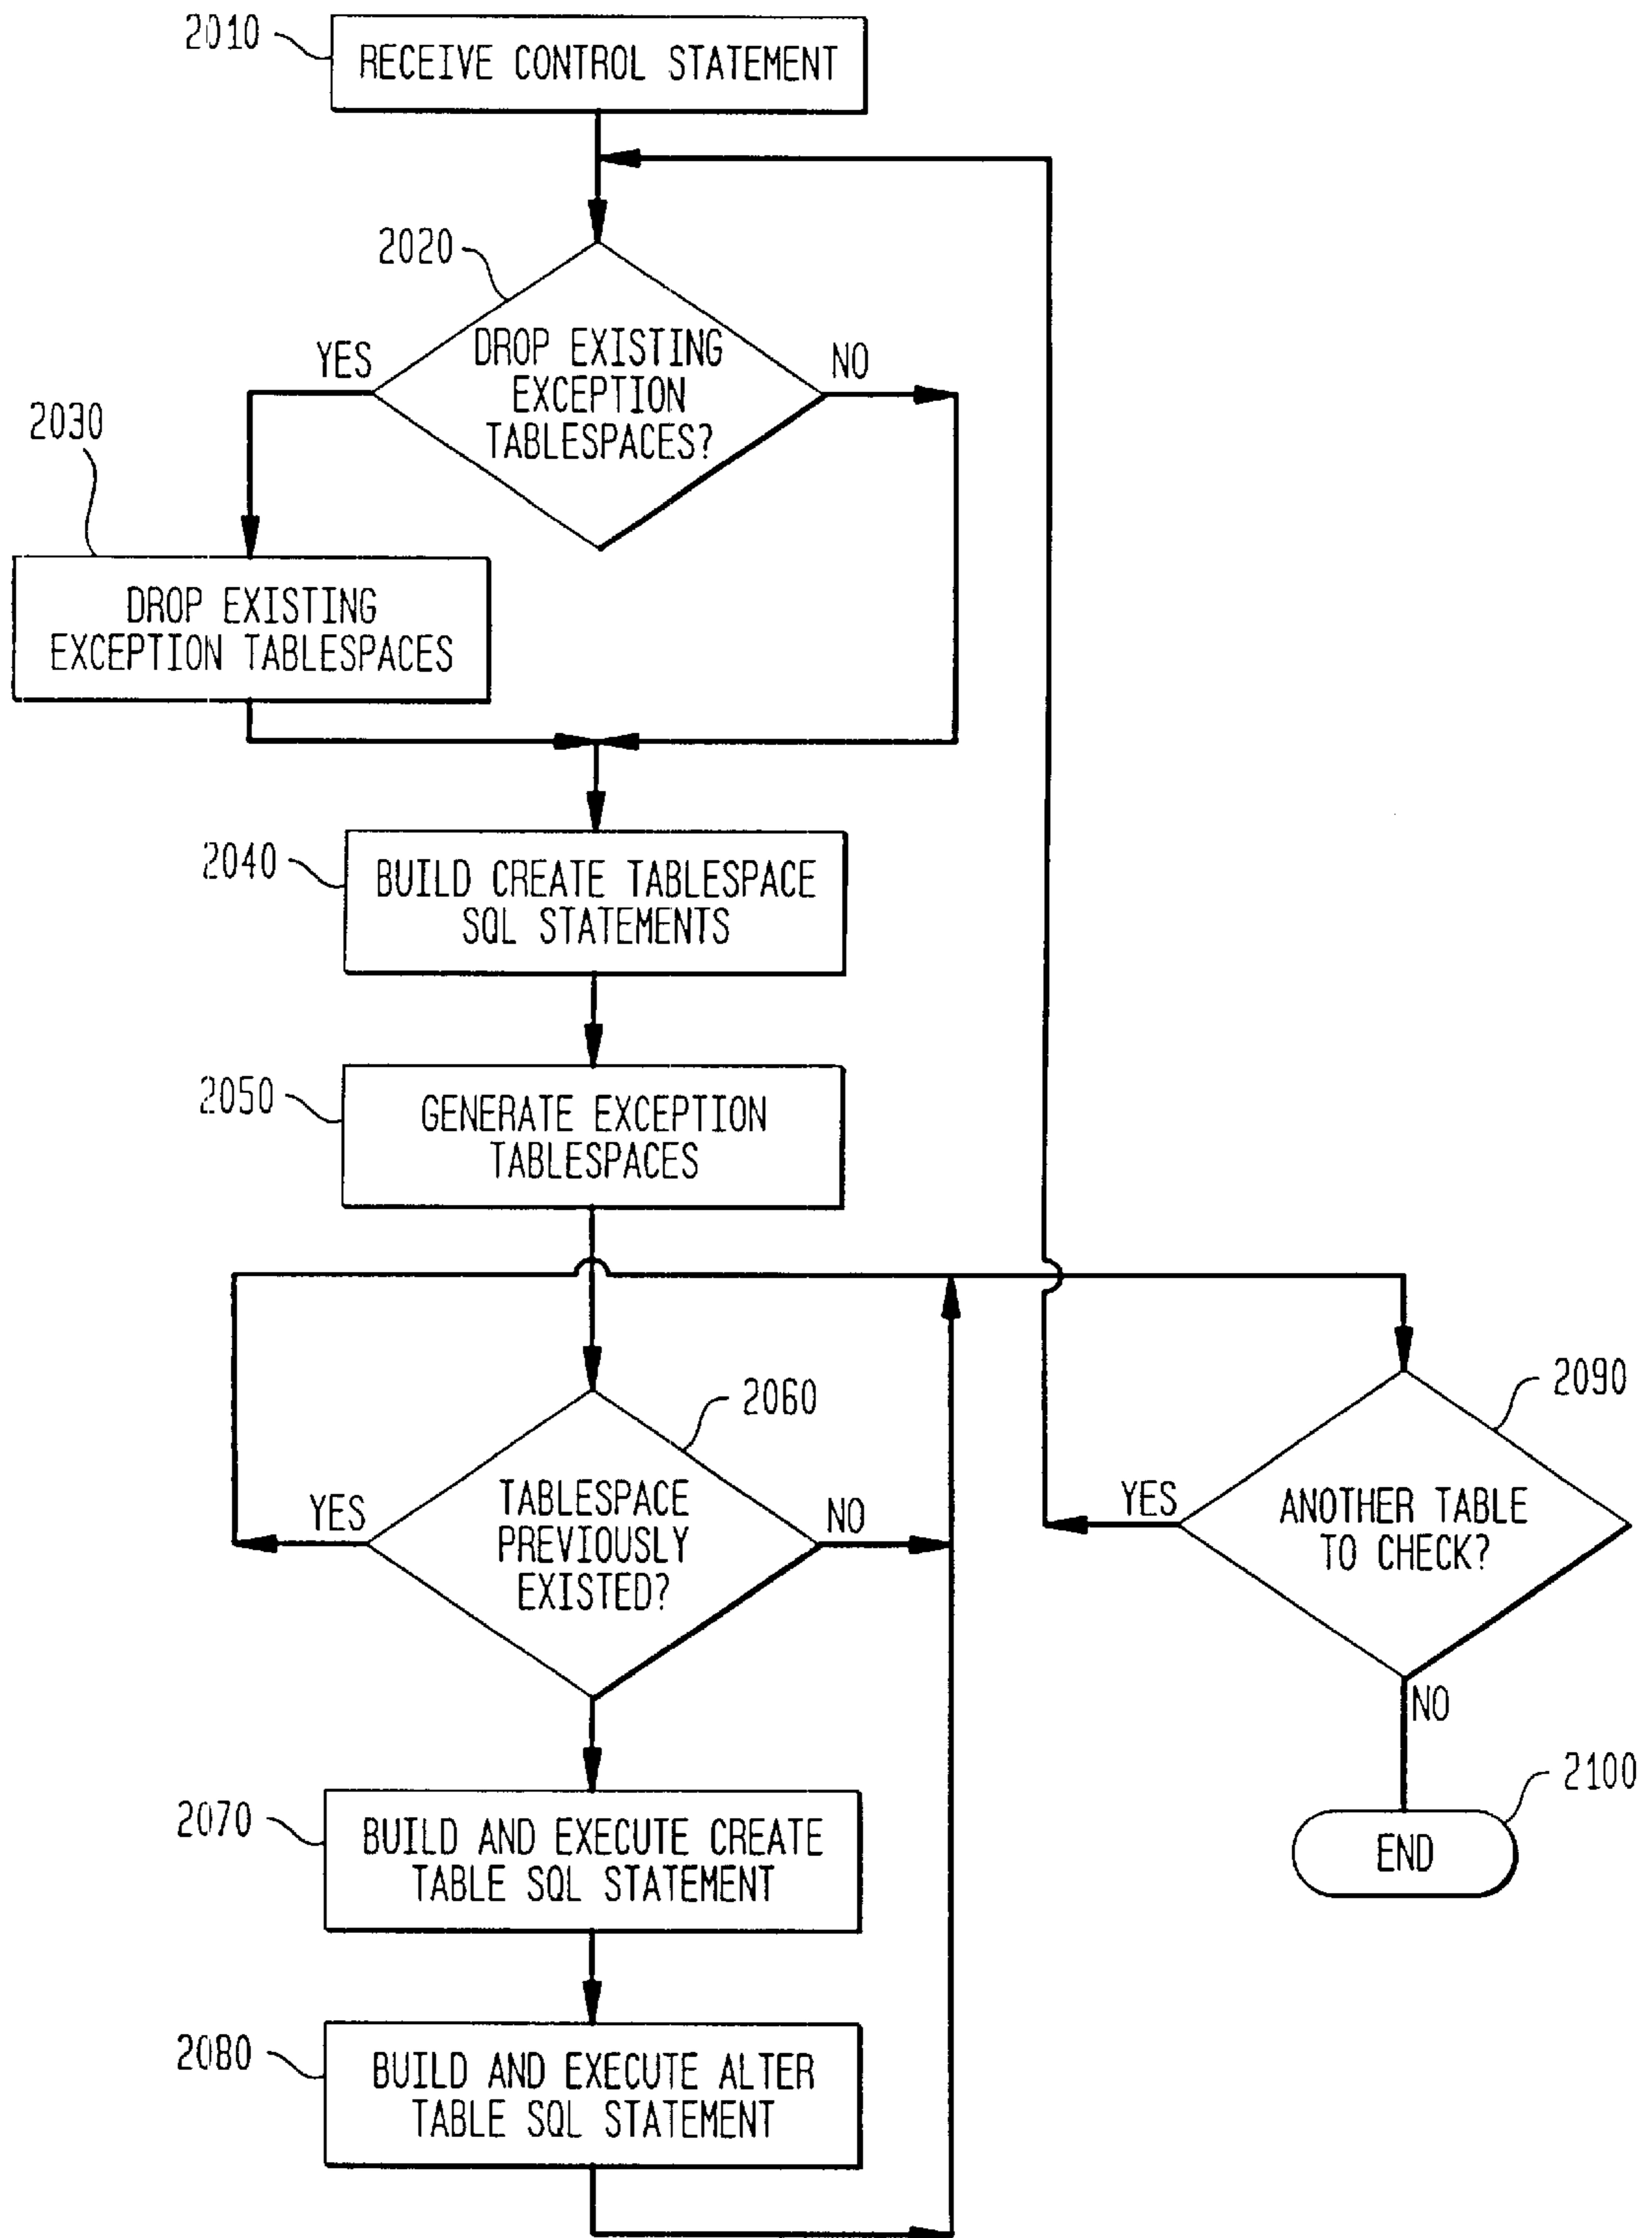 2010
RECEIVE CONTROL STATEMENT
2020
YES
DROP EXISTING
EXCEPTION
TABLESPACES?
NO
2030
DROP EXISTING
EXCEPTION TABLESPACES
2040
BUILD CREATE TABLESPACE
SQL STATEMENTS
2050
GENERATE EXCEPTION
TABLESPACES
2060
YES
TABLESPACE
PREVIOUSLY
EXISTED?
NO
2090
YES
ANOTHER TABLE
TO CHECK?
NO
2070
BUILD AND EXECUTE CREATE
TABLE SQL STATEMENT
2100
END
2080
BUILD AND EXECUTE ALTER
TABLE SQL STATEMENT